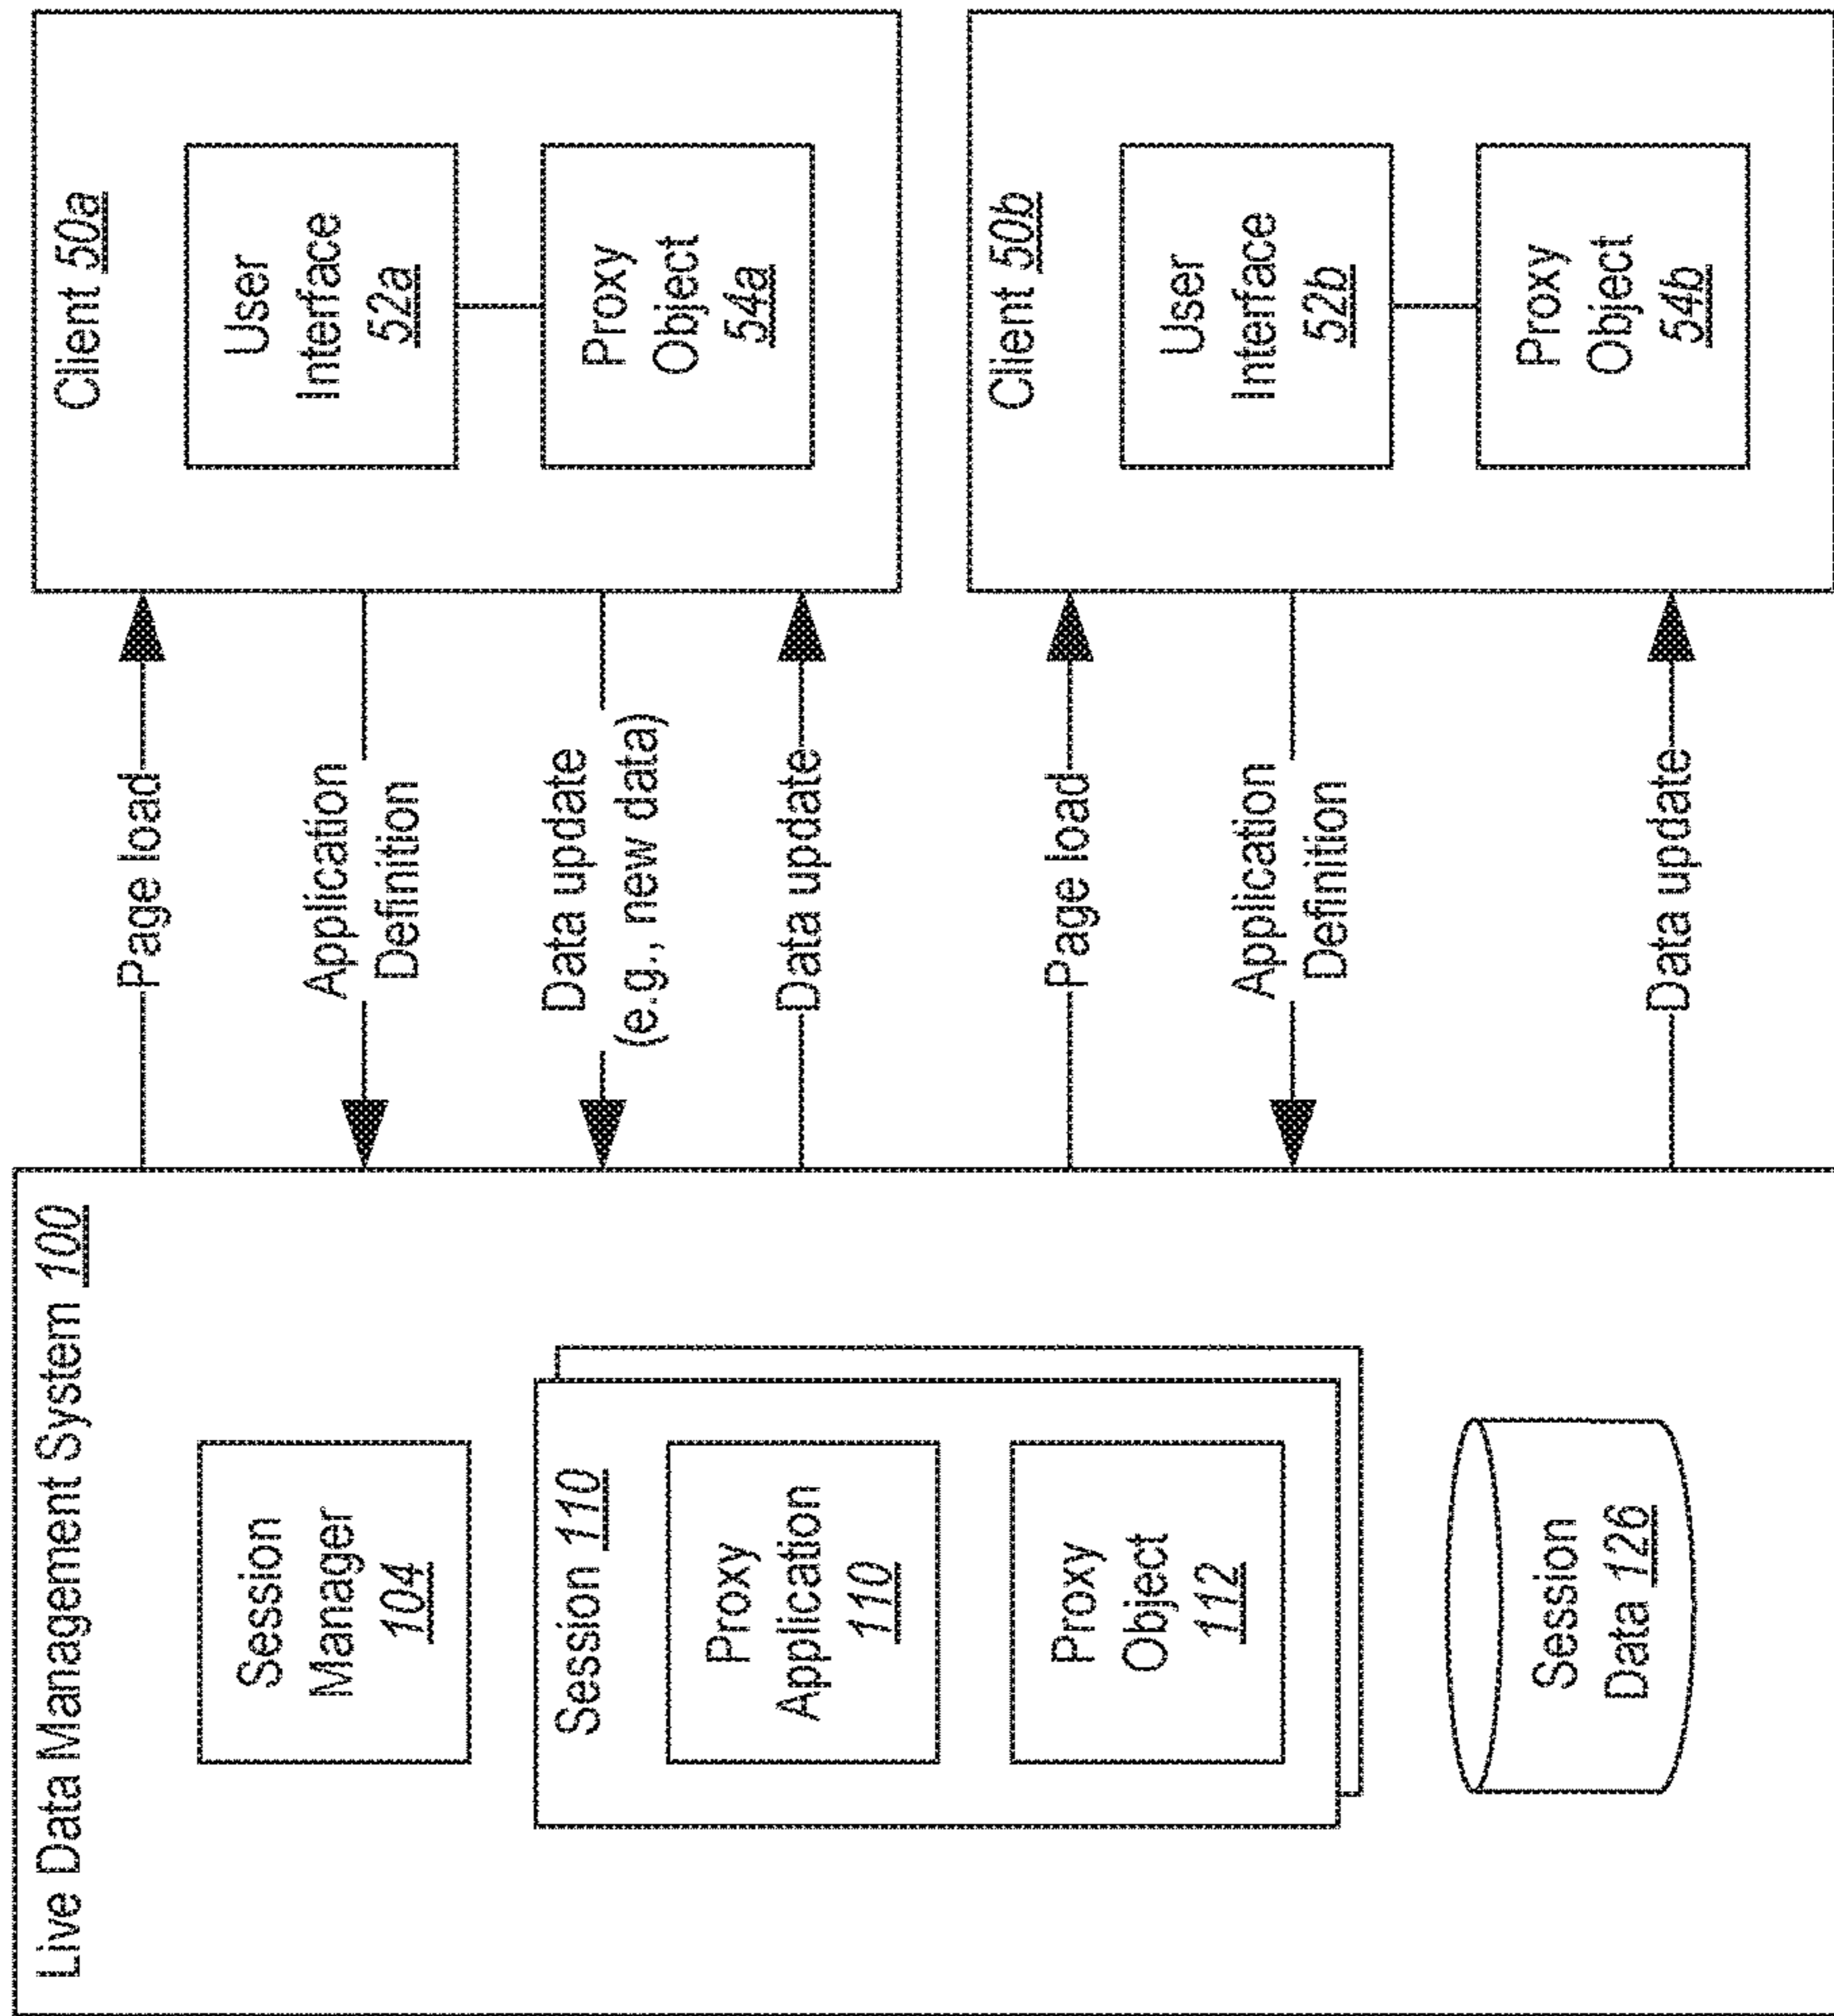 Live Data Management System 100
Session
Manager
104
Session 110
Proxy
Application
110
Proxy
Object
112
Session
Data 126
Page load
Application
Definition
Data update
(e.g., new data)
Data update
Page load
Application
Definition
Data update
Client 50a
User
Interface
52a
Proxy
Object
54a
Client 50b
User
Interface
52b
Proxy
Object
54b